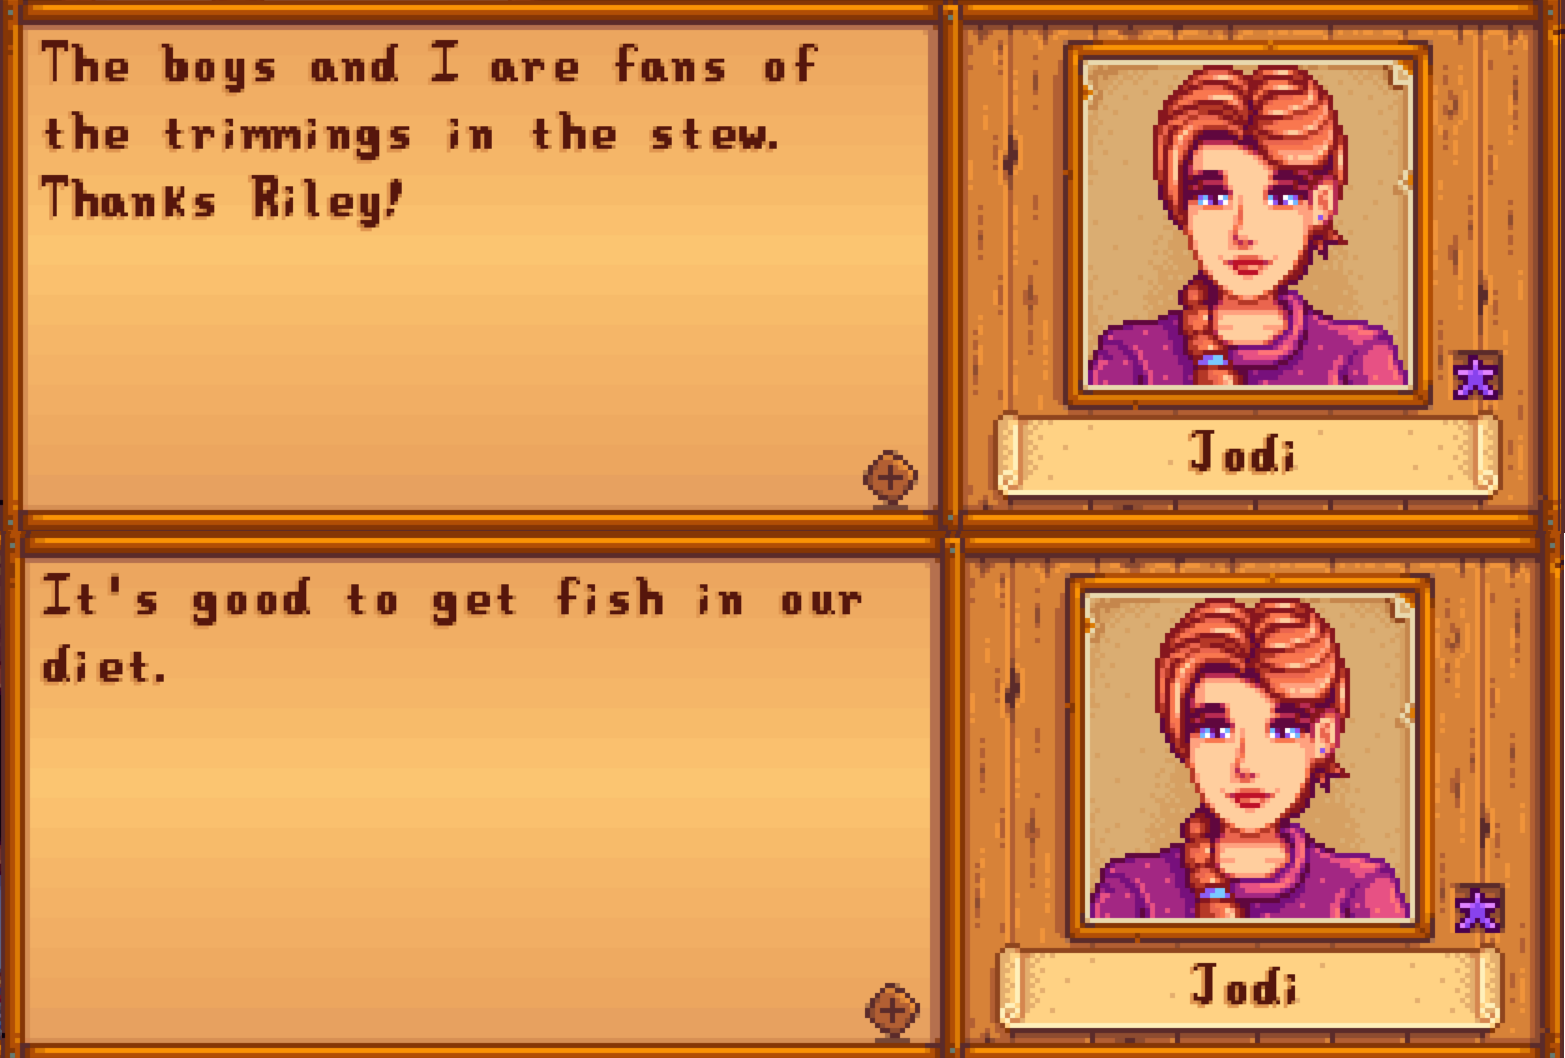 The boys and I are fans of
the trimmings in the stew.
Thanks Riley!
Jodi
It's good to get fish in our
diet.
Jodi